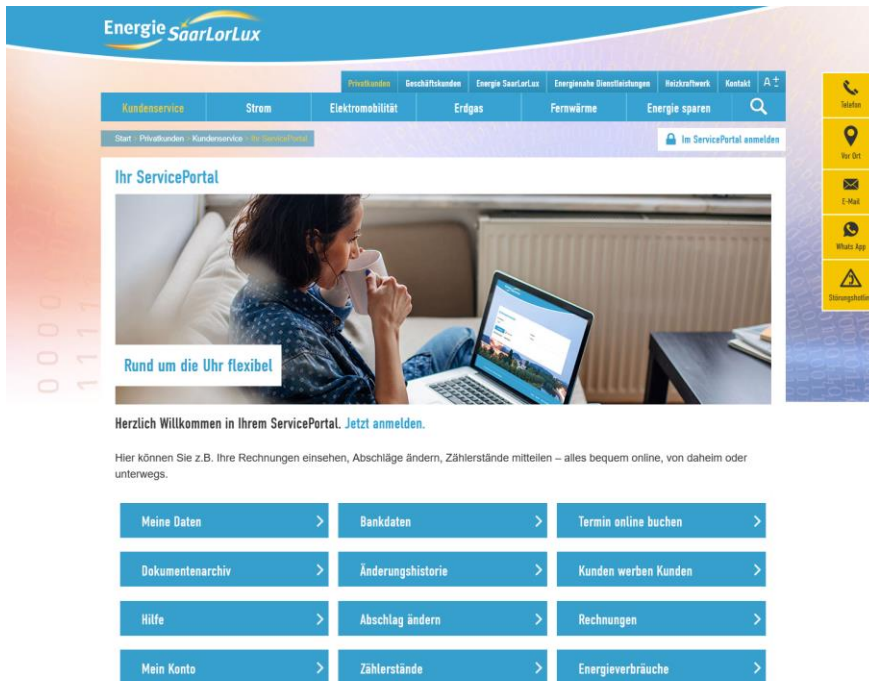 Energie SaarLorLux
Privatkunden Geschäftskunden Energie SaarLorLux Energienahe Dienstleistungen Heizkraftwerk Kontakt A±
Kundenservice Strom Elektromobilität Erdgas Fernwärme Energie sparen
Start > Privatkunden > Kundenservice > Ihr ServicePortal
Im ServicePortal anmelden
Telefon
Vor Ort
E-Mail
Whats App
Störungshotline
Ihr ServicePortal
Rund um die Uhr flexibel
Herzlich Willkommen in Ihrem ServicePortal. Jetzt anmelden.
Hier können Sie z.B. Ihre Rechnungen einsehen, Abschläge ändern, Zählerstände mitteilen – alles bequem online, von daheim oder
unterwegs.
Meine Daten
Bankdaten
Termin online buchen
Dokumentenarchiv
Änderungshistorie
Kunden werben Kunden
Hilfe
Abschlag ändern
Rechnungen
Mein Konto
Zählerstände
Energieverbräuche